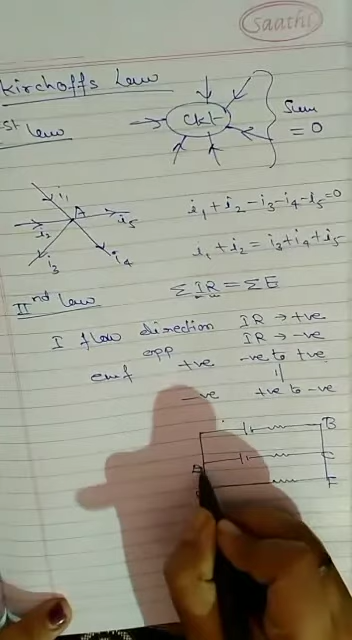 Saathi
Kirchoffs Law
Ist Law
Ckt
Sum
= 0
i1
A
i2
i5
i3
i4
i1 + i2 - i3 - i4 - i5 = 0
i1 + i2 = i3 + i4 + i5
IInd law
Σ IR = ΣE
I flow direction IR → +ve
opp IR → -ve
emf +ve -ve to +ve
-ve +ve to -ve
B
C
F